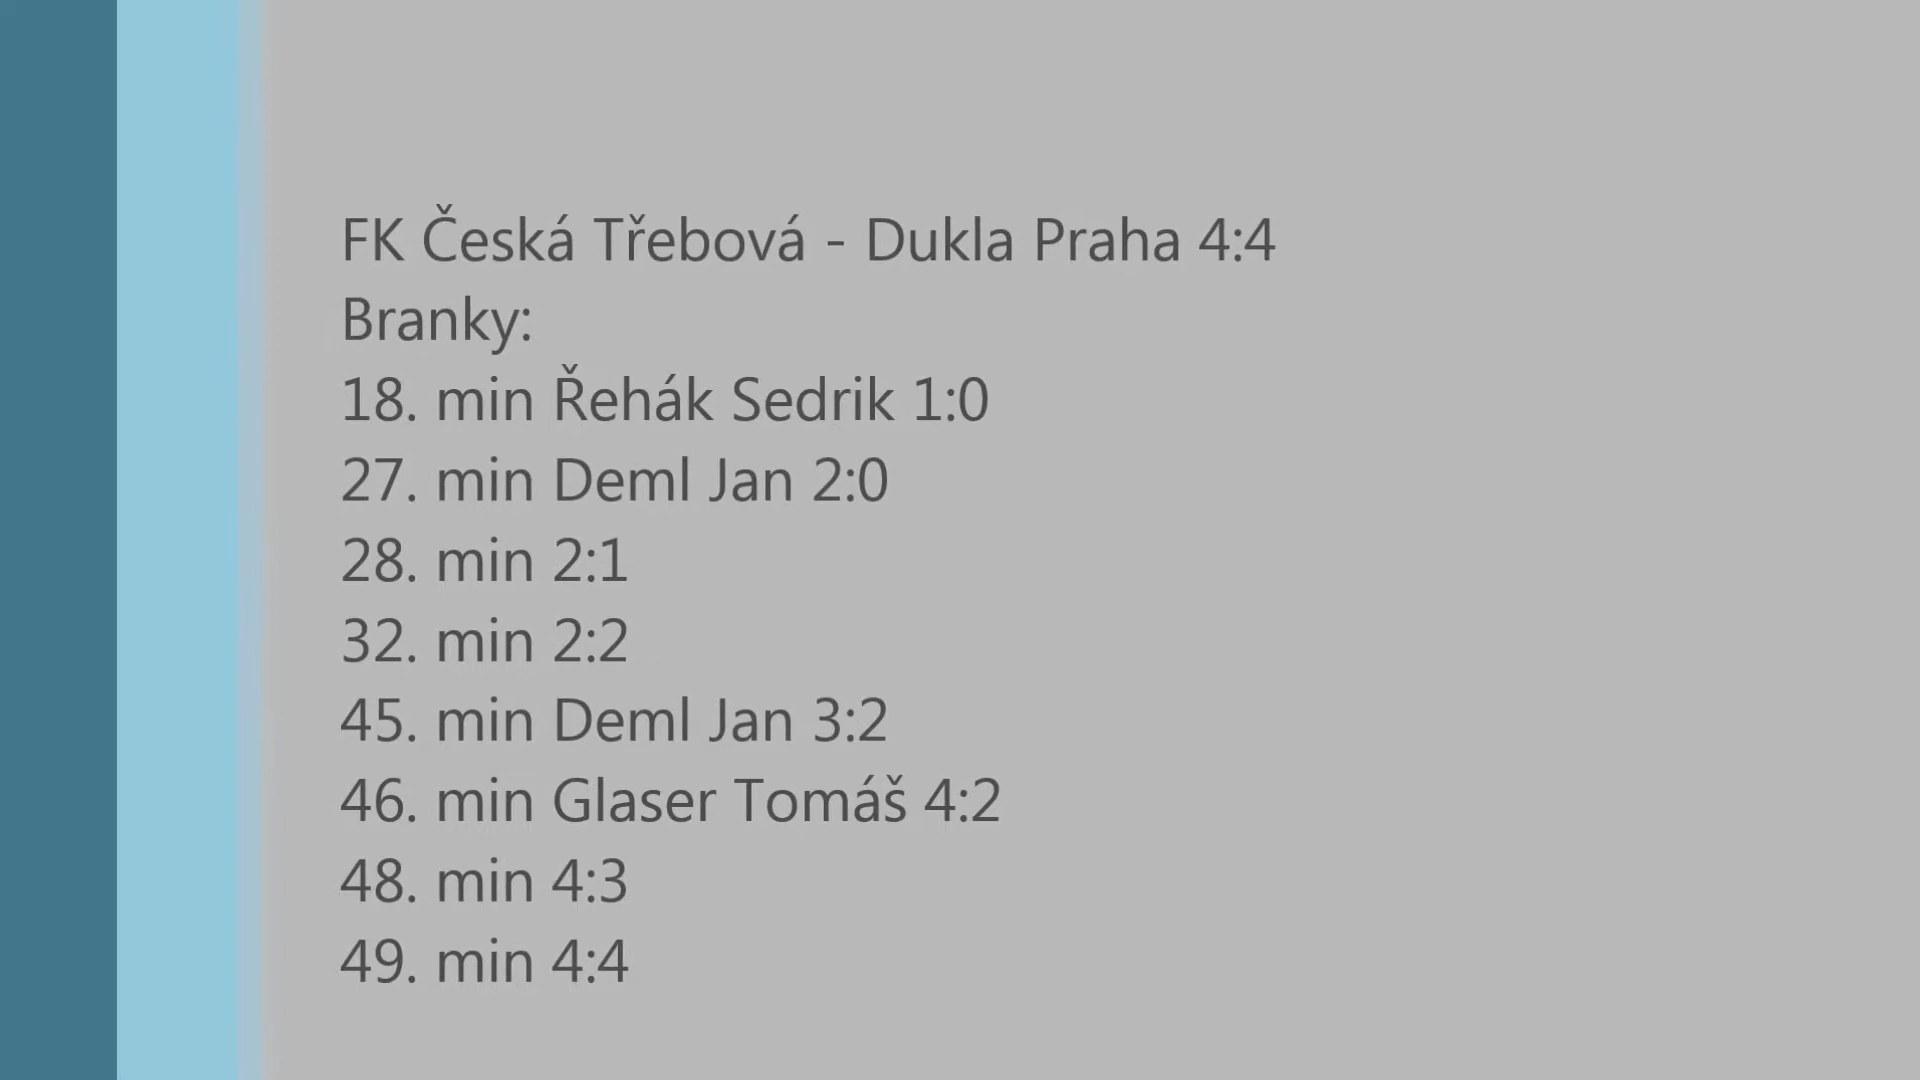 FK Česká Třebová - Dukla Praha 4:4
Branky:
18. min Řehák Sedrik 1:0
27. min Deml Jan 2:0
28. min 2:1
32. min 2:2
45. min Deml Jan 3:2
46. min Glaser Tomáš 4:2
48. min 4:3
49. min 4:4